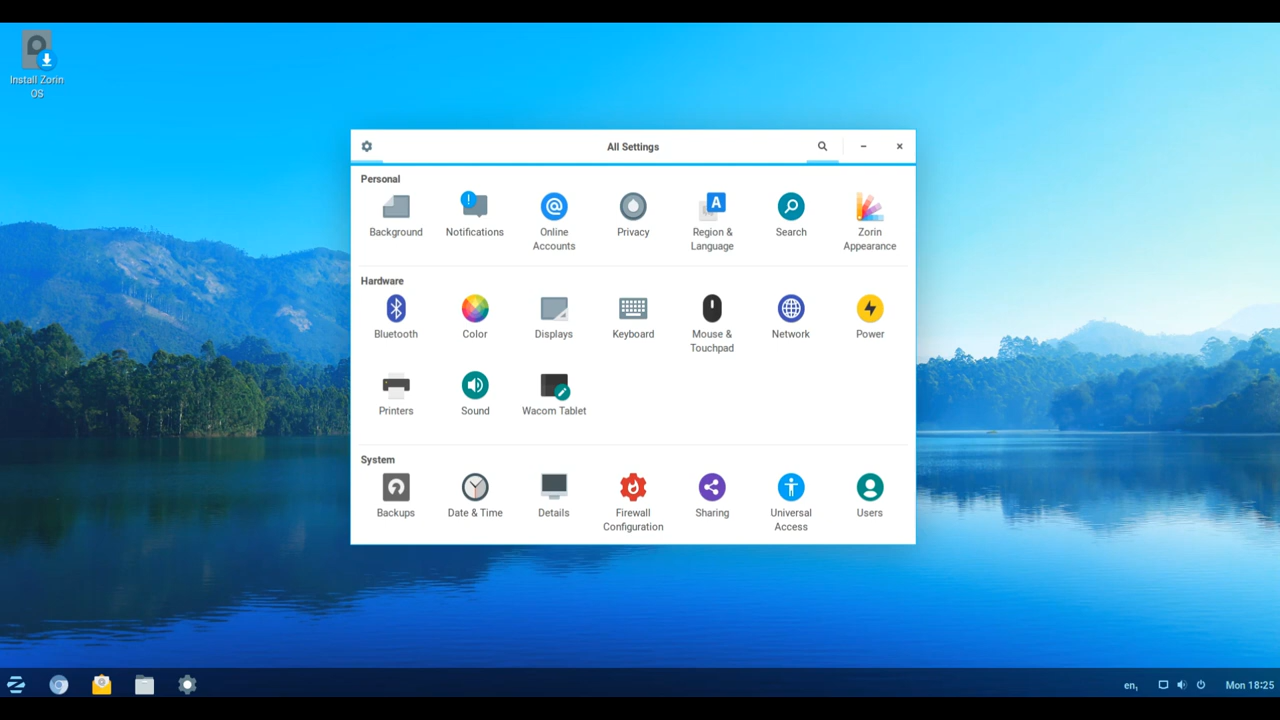 Install Zorin
OS
All Settings
Personal
Background
Notifications
Online
Accounts
Privacy
Region &
Language
Search
Zorin
Appearance
Hardware
Bluetooth
Color
Displays
Keyboard
Mouse &
Touchpad
Network
Power
Printers
Sound
Wacom Tablet
System
Backups
Date & Time
Details
Firewall
Configuration
Sharing
Universal
Access
Users
en₁
Mon 18:25